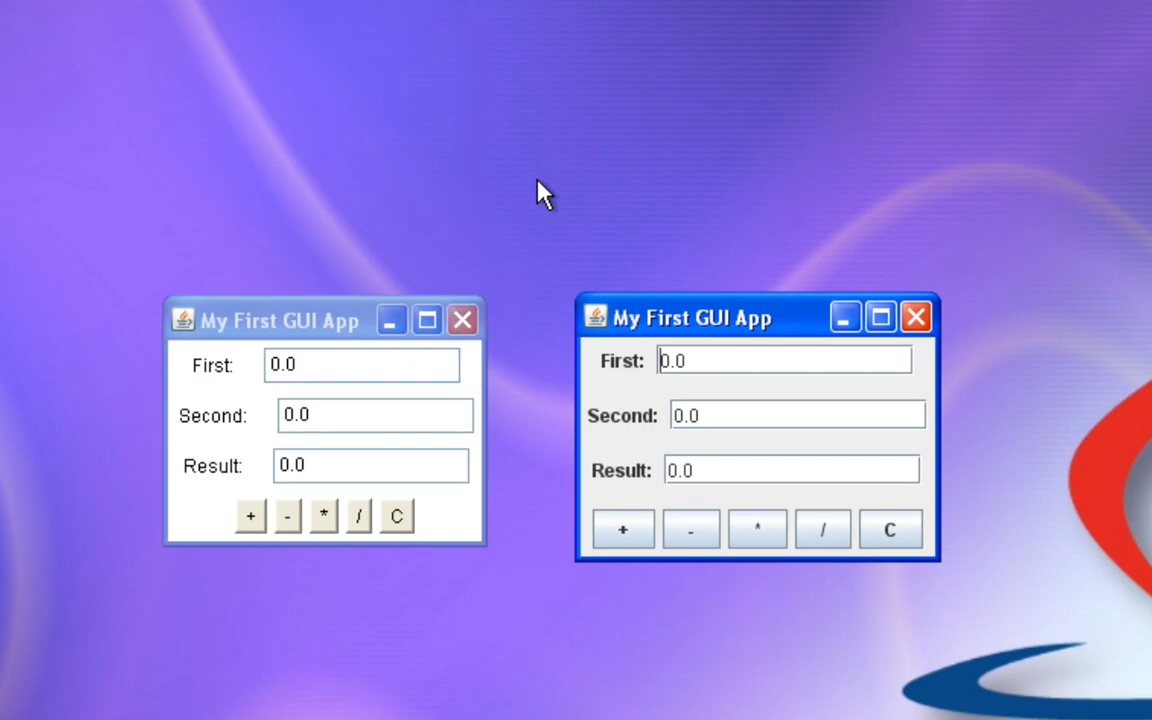 My First GUI App
First: 0.0
Second: 0.0
Result: 0.0
+ - * / C
My First GUI App
First: 0.0
Second: 0.0
Result: 0.0
+ - * / C